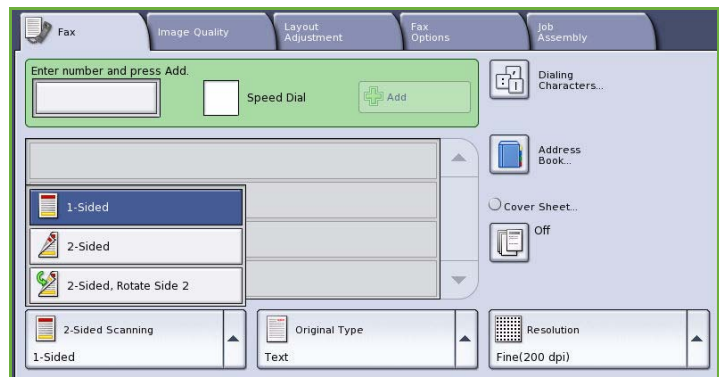 Fax
Image Quality
Layout
Adjustment
Fax
Options
Job
Assembly
Enter number and press Add.
Speed Dial
Add
Dialing
Characters...
Address
Book...
Cover Sheet...
Off
1-Sided
2-Sided
2-Sided, Rotate Side 2
2-Sided Scanning
1-Sided
Original Type
Text
Resolution
Fine(200 dpi)